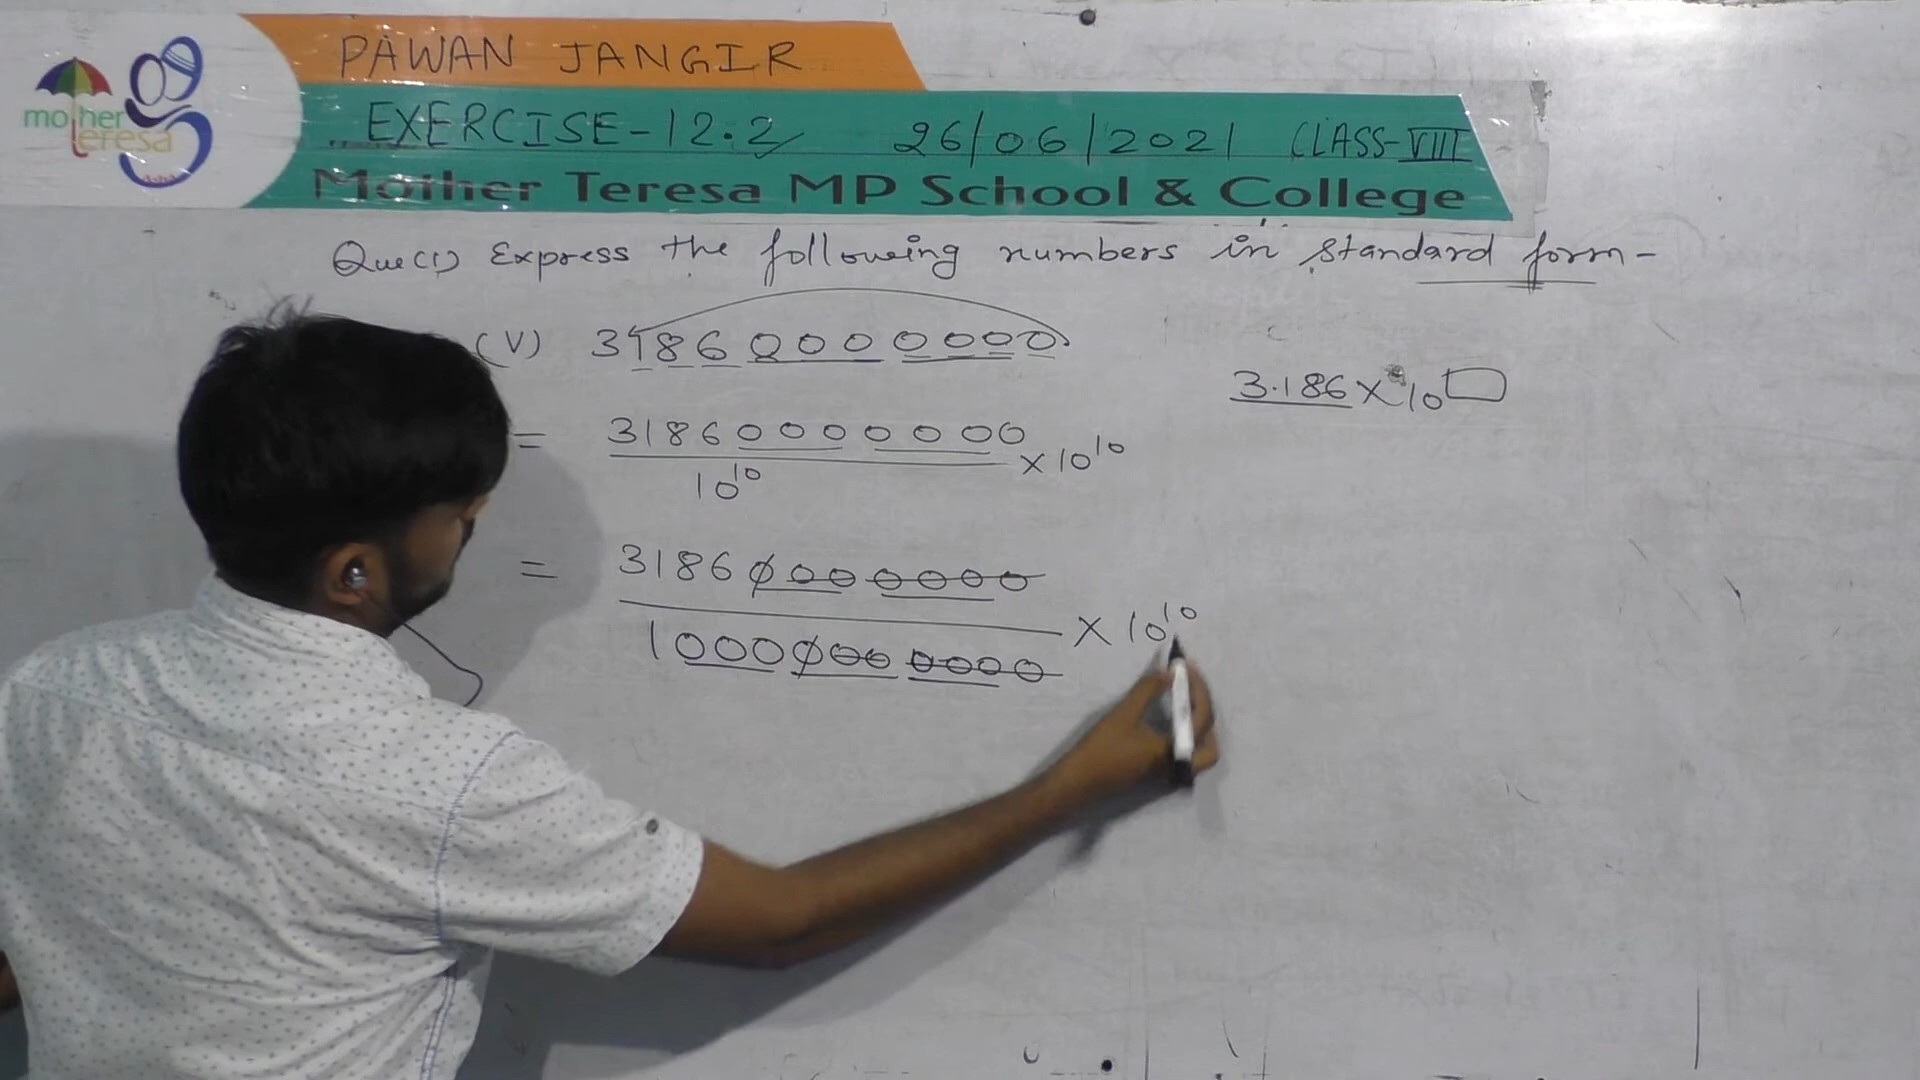 mother
teresa
PAWAN JANGIR
EXERCISE-12.2 26/06/2021 CLASS-VIII
Mother Teresa MP School & College
Que(1) Express the following numbers in standard form-
(V) 31860000000
3.186 X 10
= 31860000000
10^10
X 10^10
= 31860000000
10000000000
X 10^10